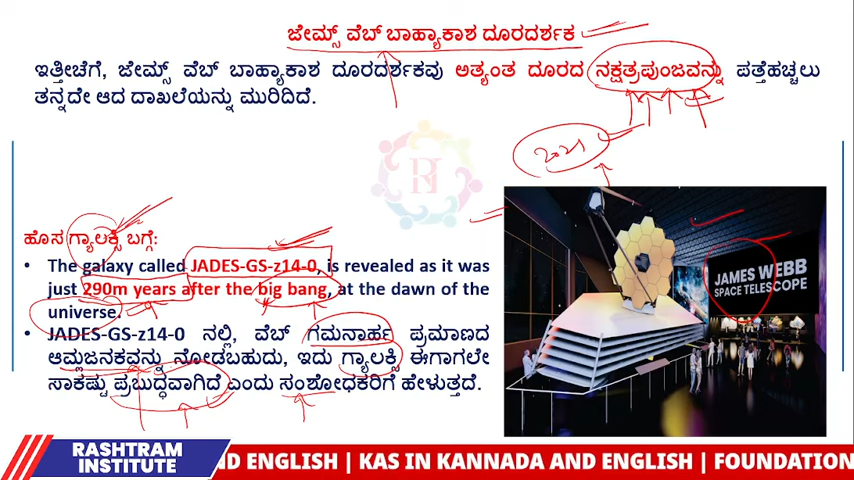 ಜೇಮ್ಸ್ ವೆಬ್ ಬಾಹ್ಯಾಕಾಶ ದೂರದರ್ಶಕ
ಇತ್ತೀಚೆಗೆ, ಜೇಮ್ಸ್ ವೆಬ್ ಬಾಹ್ಯಾಕಾಶ ದೂರದರ್ಶಕವು ಅತ್ಯಂತ ದೂರದ ನಕ್ಷತ್ರಪುಂಜವನ್ನು ಪತ್ತೆಹಚ್ಚಲು
ತನ್ನದೇ ಆದ ದಾಖಲೆಯನ್ನು ಮುರಿದಿದೆ.
2021
ಹೊಸ ಗ್ಯಾಲಕ್ಸಿ ಬಗ್ಗೆ:
• The galaxy called JADES-GS-z14-0, is revealed as it was
just 290m years after the big bang, at the dawn of the
universe.
• JADES-GS-z14-0 ನಲ್ಲಿ, ವೆಬ್ ಗಮನಾರ್ಹ ಪ್ರಮಾಣದ
ಆಮ್ಲಜನಕವನ್ನು ನೋಡಬಹುದು, ಇದು ಗ್ಯಾಲಕ್ಸಿ ಈಗಾಗಲೇ
ಸಾಕಷ್ಟು ಪ್ರಬುದ್ಧವಾಗಿದೆ ಎಂದು ಸಂಶೋಧಕರಿಗೆ ಹೇಳುತ್ತದೆ.
JAMES WEBB
SPACE TELESCOPE
RASHTRAM
INSTITUTE
ND ENGLISH | KAS IN KANNADA AND ENGLISH | FOUNDATION